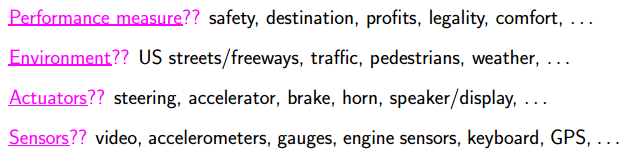 Performance measure?? safety, destination, profits, legality, comfort, . . .
Environment?? US streets/freeways, traffic, pedestrians, weather, . . .
Actuators?? steering, accelerator, brake, horn, speaker/display, . . .
Sensors?? video, accelerometers, gauges, engine sensors, keyboard, GPS, . . .